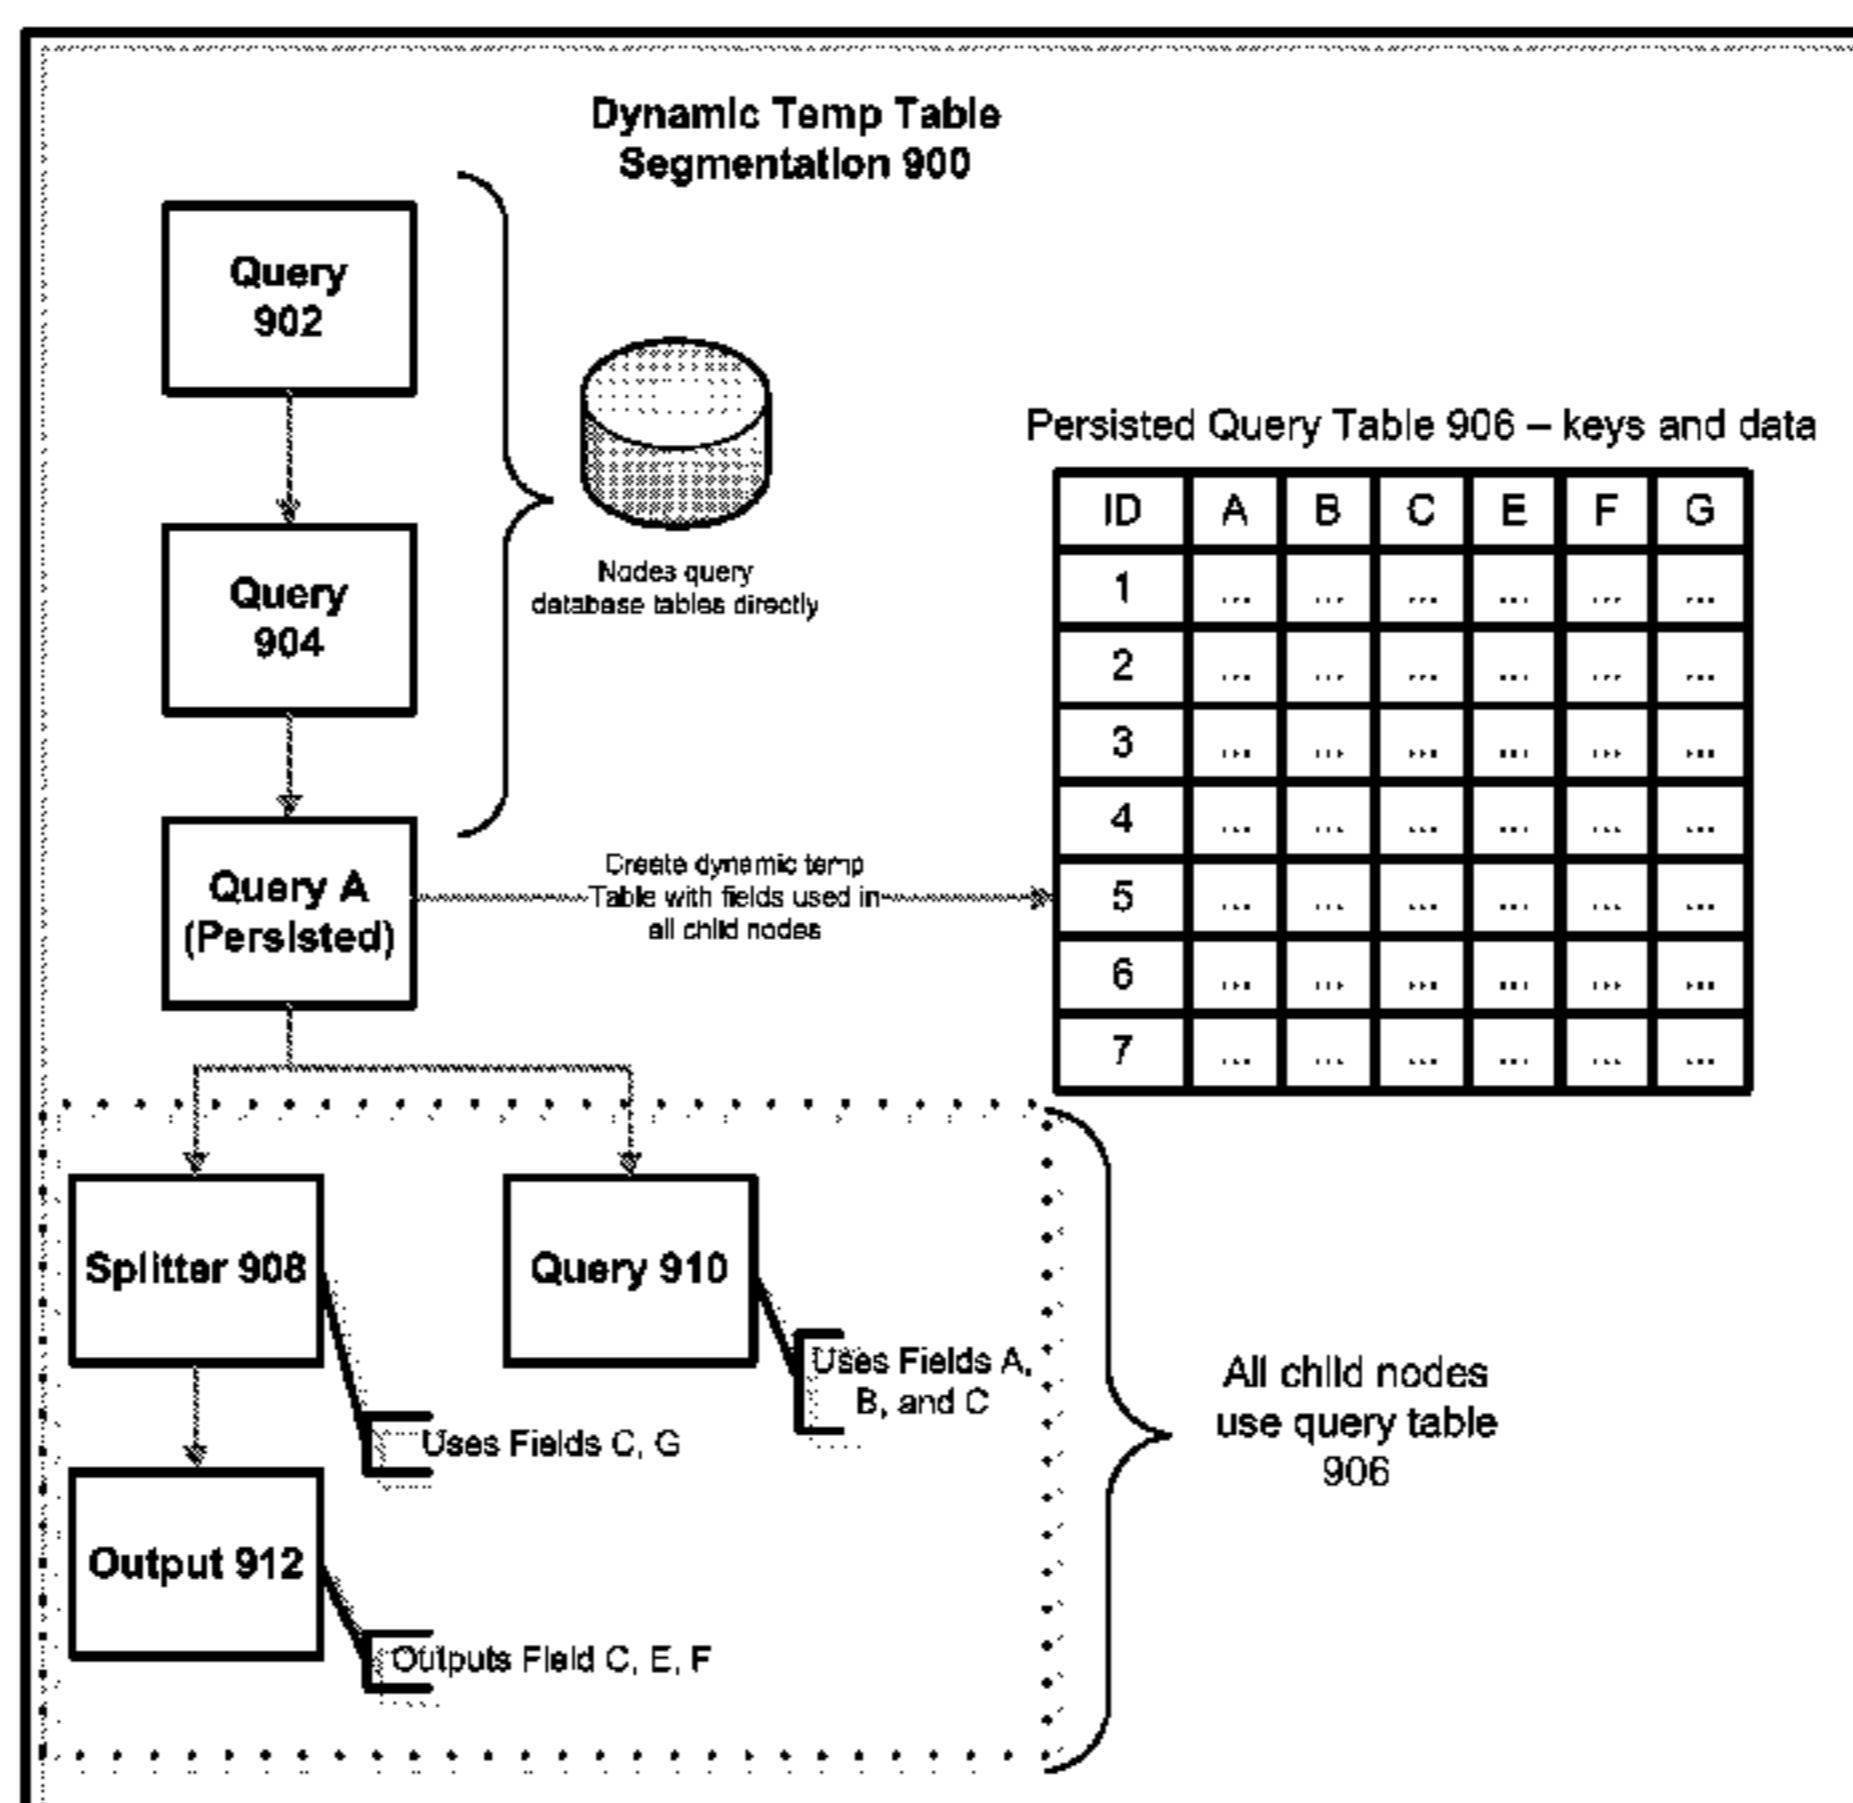 Dynamic Temp Table
Segmentation 900
Query
902
Nodes query
database tables directly
Query
904
Persisted Query Table 906 – keys and data
ID A B C E F G
1 ... ... ... ... ... ...
2 ... ... ... ... ... ...
3 ... ... ... ... ... ...
4 ... ... ... ... ... ...
5 ... ... ... ... ... ...
6 ... ... ... ... ... ...
7 ... ... ... ... ... ...
Query A
(Persisted)
Create dynamic temp
Table with fields used in
all child nodes
Splitter 908
Uses Fields C, G
Query 910
Uses Fields A,
B, and C
Output 912
Outputs Field C, E, F
All child nodes
use query table
906